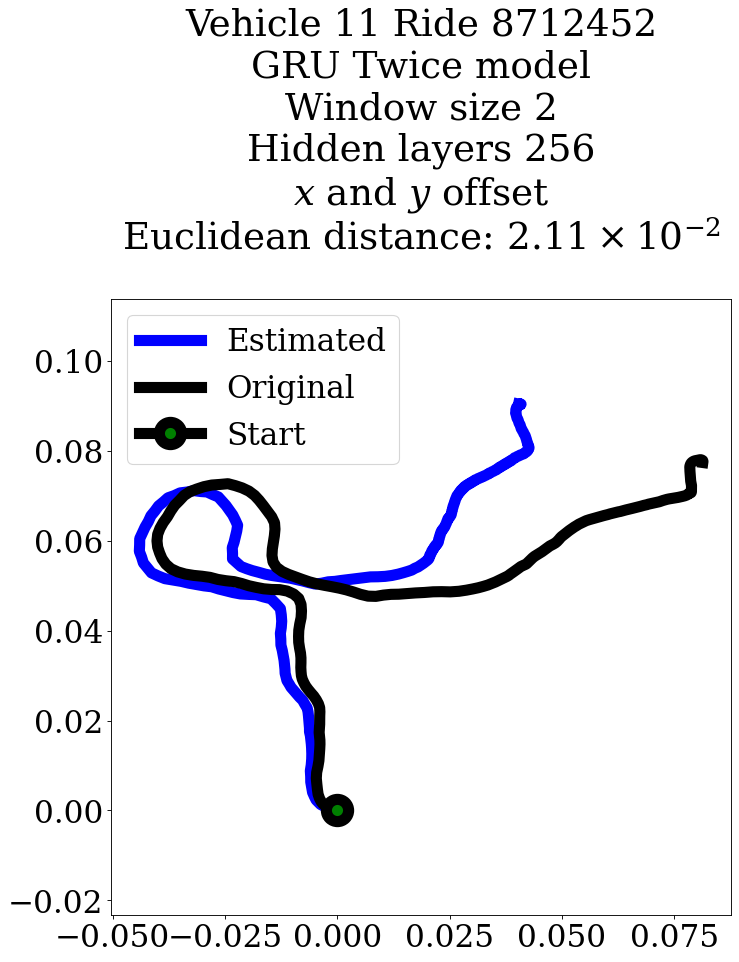 Vehicle 11 Ride 8712452
GRU Twice model
Window size 2
Hidden layers 256
x and y offset
Euclidean distance: 2.11 × 10⁻²
Estimated
Original
Start
0.10
0.08
0.06
0.04
0.02
0.00
−0.02
−0.050 −0.025 0.000 0.025 0.050 0.075